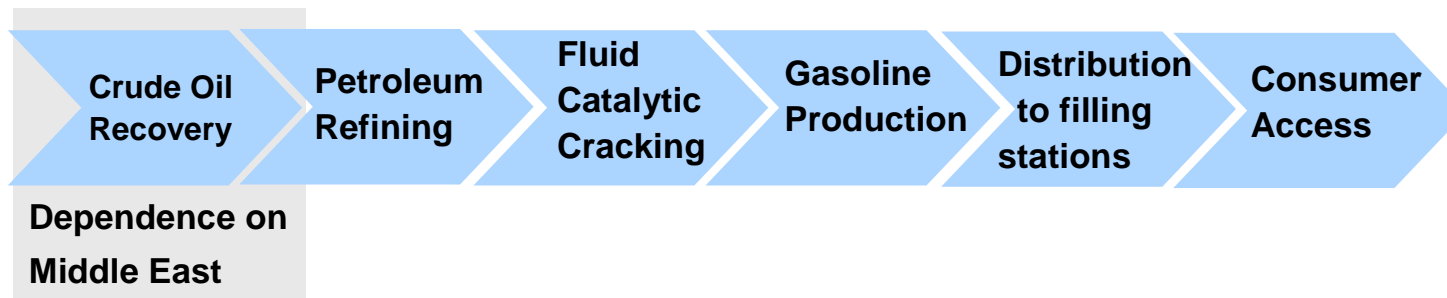 Crude Oil
Recovery
Petroleum
Refining
Fluid
Catalytic
Cracking
Gasoline
Production
Distribution
to filling
stations
Consumer
Access
Dependence on
Middle East